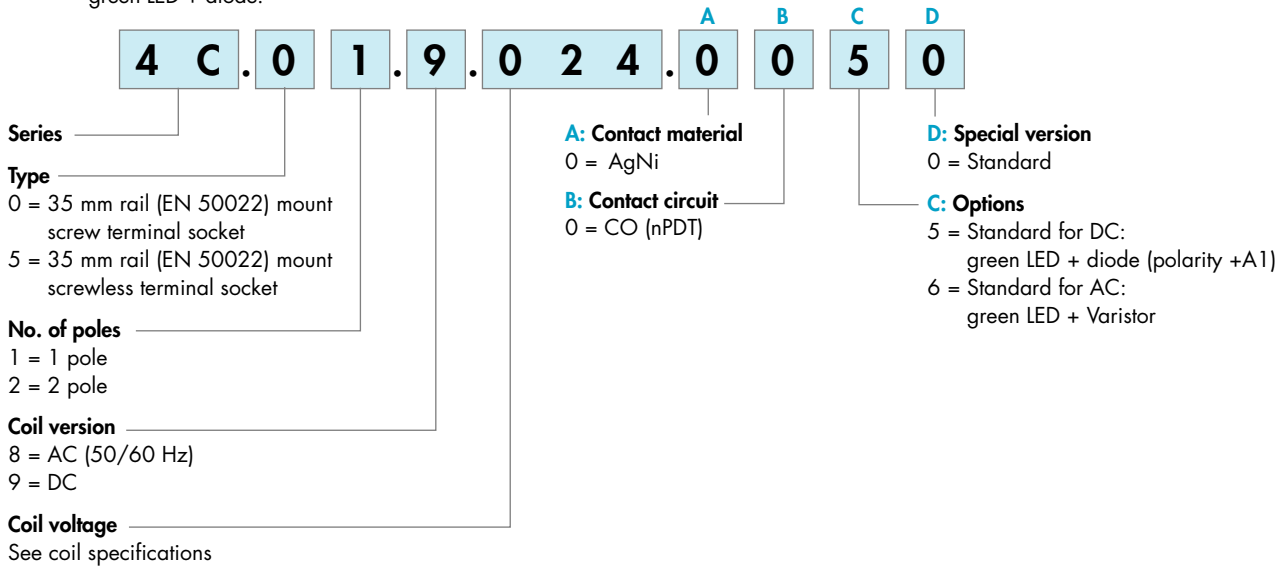 green LED + diode.
A B C D
4 C . 0 1 . 9 . 0 2 4 . 0 0 5 0
Series
Type
0 = 35 mm rail (EN 50022) mount
screw terminal socket
5 = 35 mm rail (EN 50022) mount
screwless terminal socket
No. of poles
1 = 1 pole
2 = 2 pole
Coil version
8 = AC (50/60 Hz)
9 = DC
Coil voltage
See coil specifications
A: Contact material
0 = AgNi
B: Contact circuit
0 = CO (nPDT)
D: Special version
0 = Standard
C: Options
5 = Standard for DC:
green LED + diode (polarity +A1)
6 = Standard for AC:
green LED + Varistor